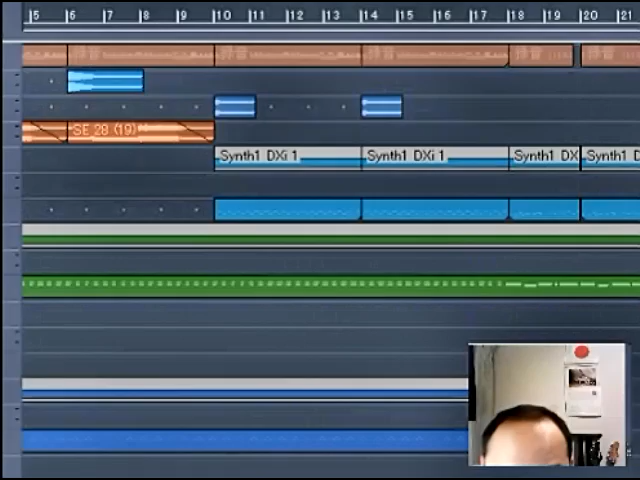 5 6 7 8 9 10 11 12 13 14 15 16 17 18 19 20 21
SE 28 (19)
Synth1 DXi 1 Synth1 DXi 1 Synth1 DX Synth1 D